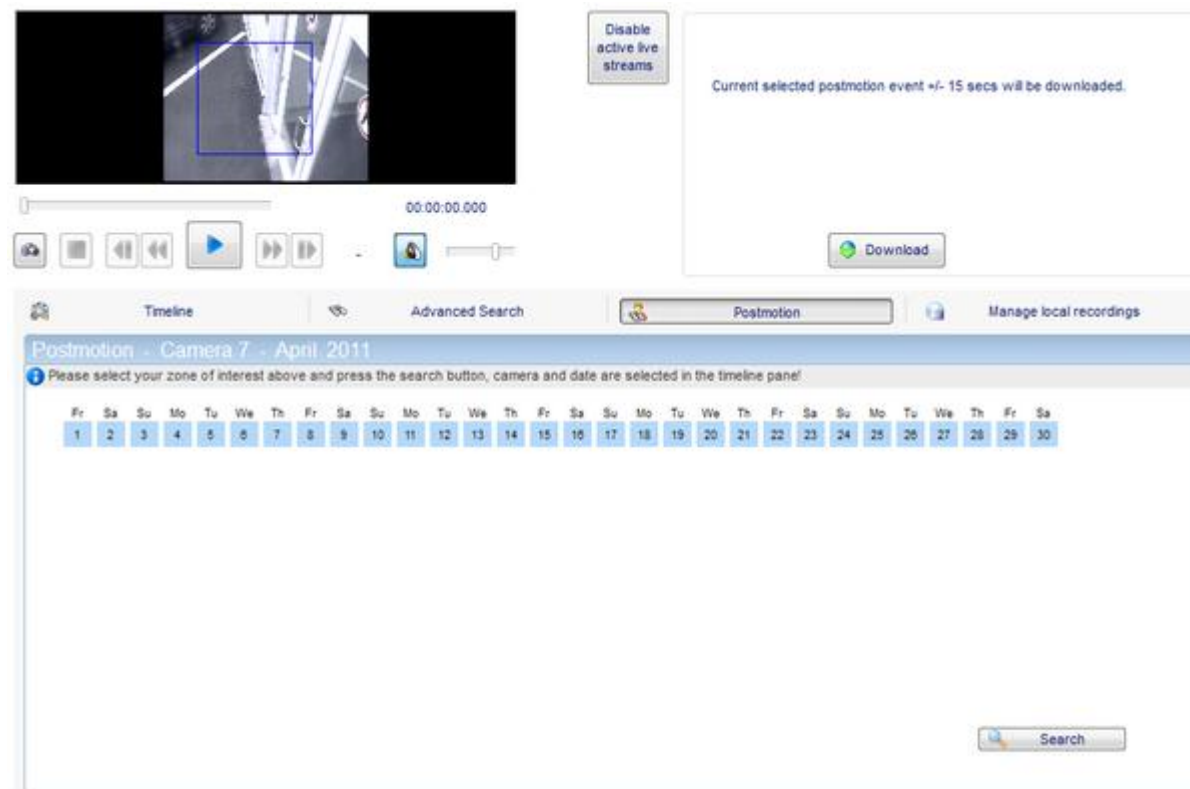 Disable
active live
streams
Current selected postmotion event +/- 15 secs will be downloaded.
00:00:00.000
-
Download
Timeline
Advanced Search
Postmotion
Manage local recordings
Postmotion - Camera 7 - April 2011
Please select your zone of interest above and press the search button, camera and date are selected in the timeline pane!
Fr Sa Su Mo Tu We Th Fr Sa Su Mo Tu We Th Fr Sa Su Mo Tu We Th Fr Sa Su Mo Tu We Th Fr Sa
1 2 3 4 5 6 7 8 9 10 11 12 13 14 15 16 17 18 19 20 21 22 23 24 25 26 27 28 29 30
Search